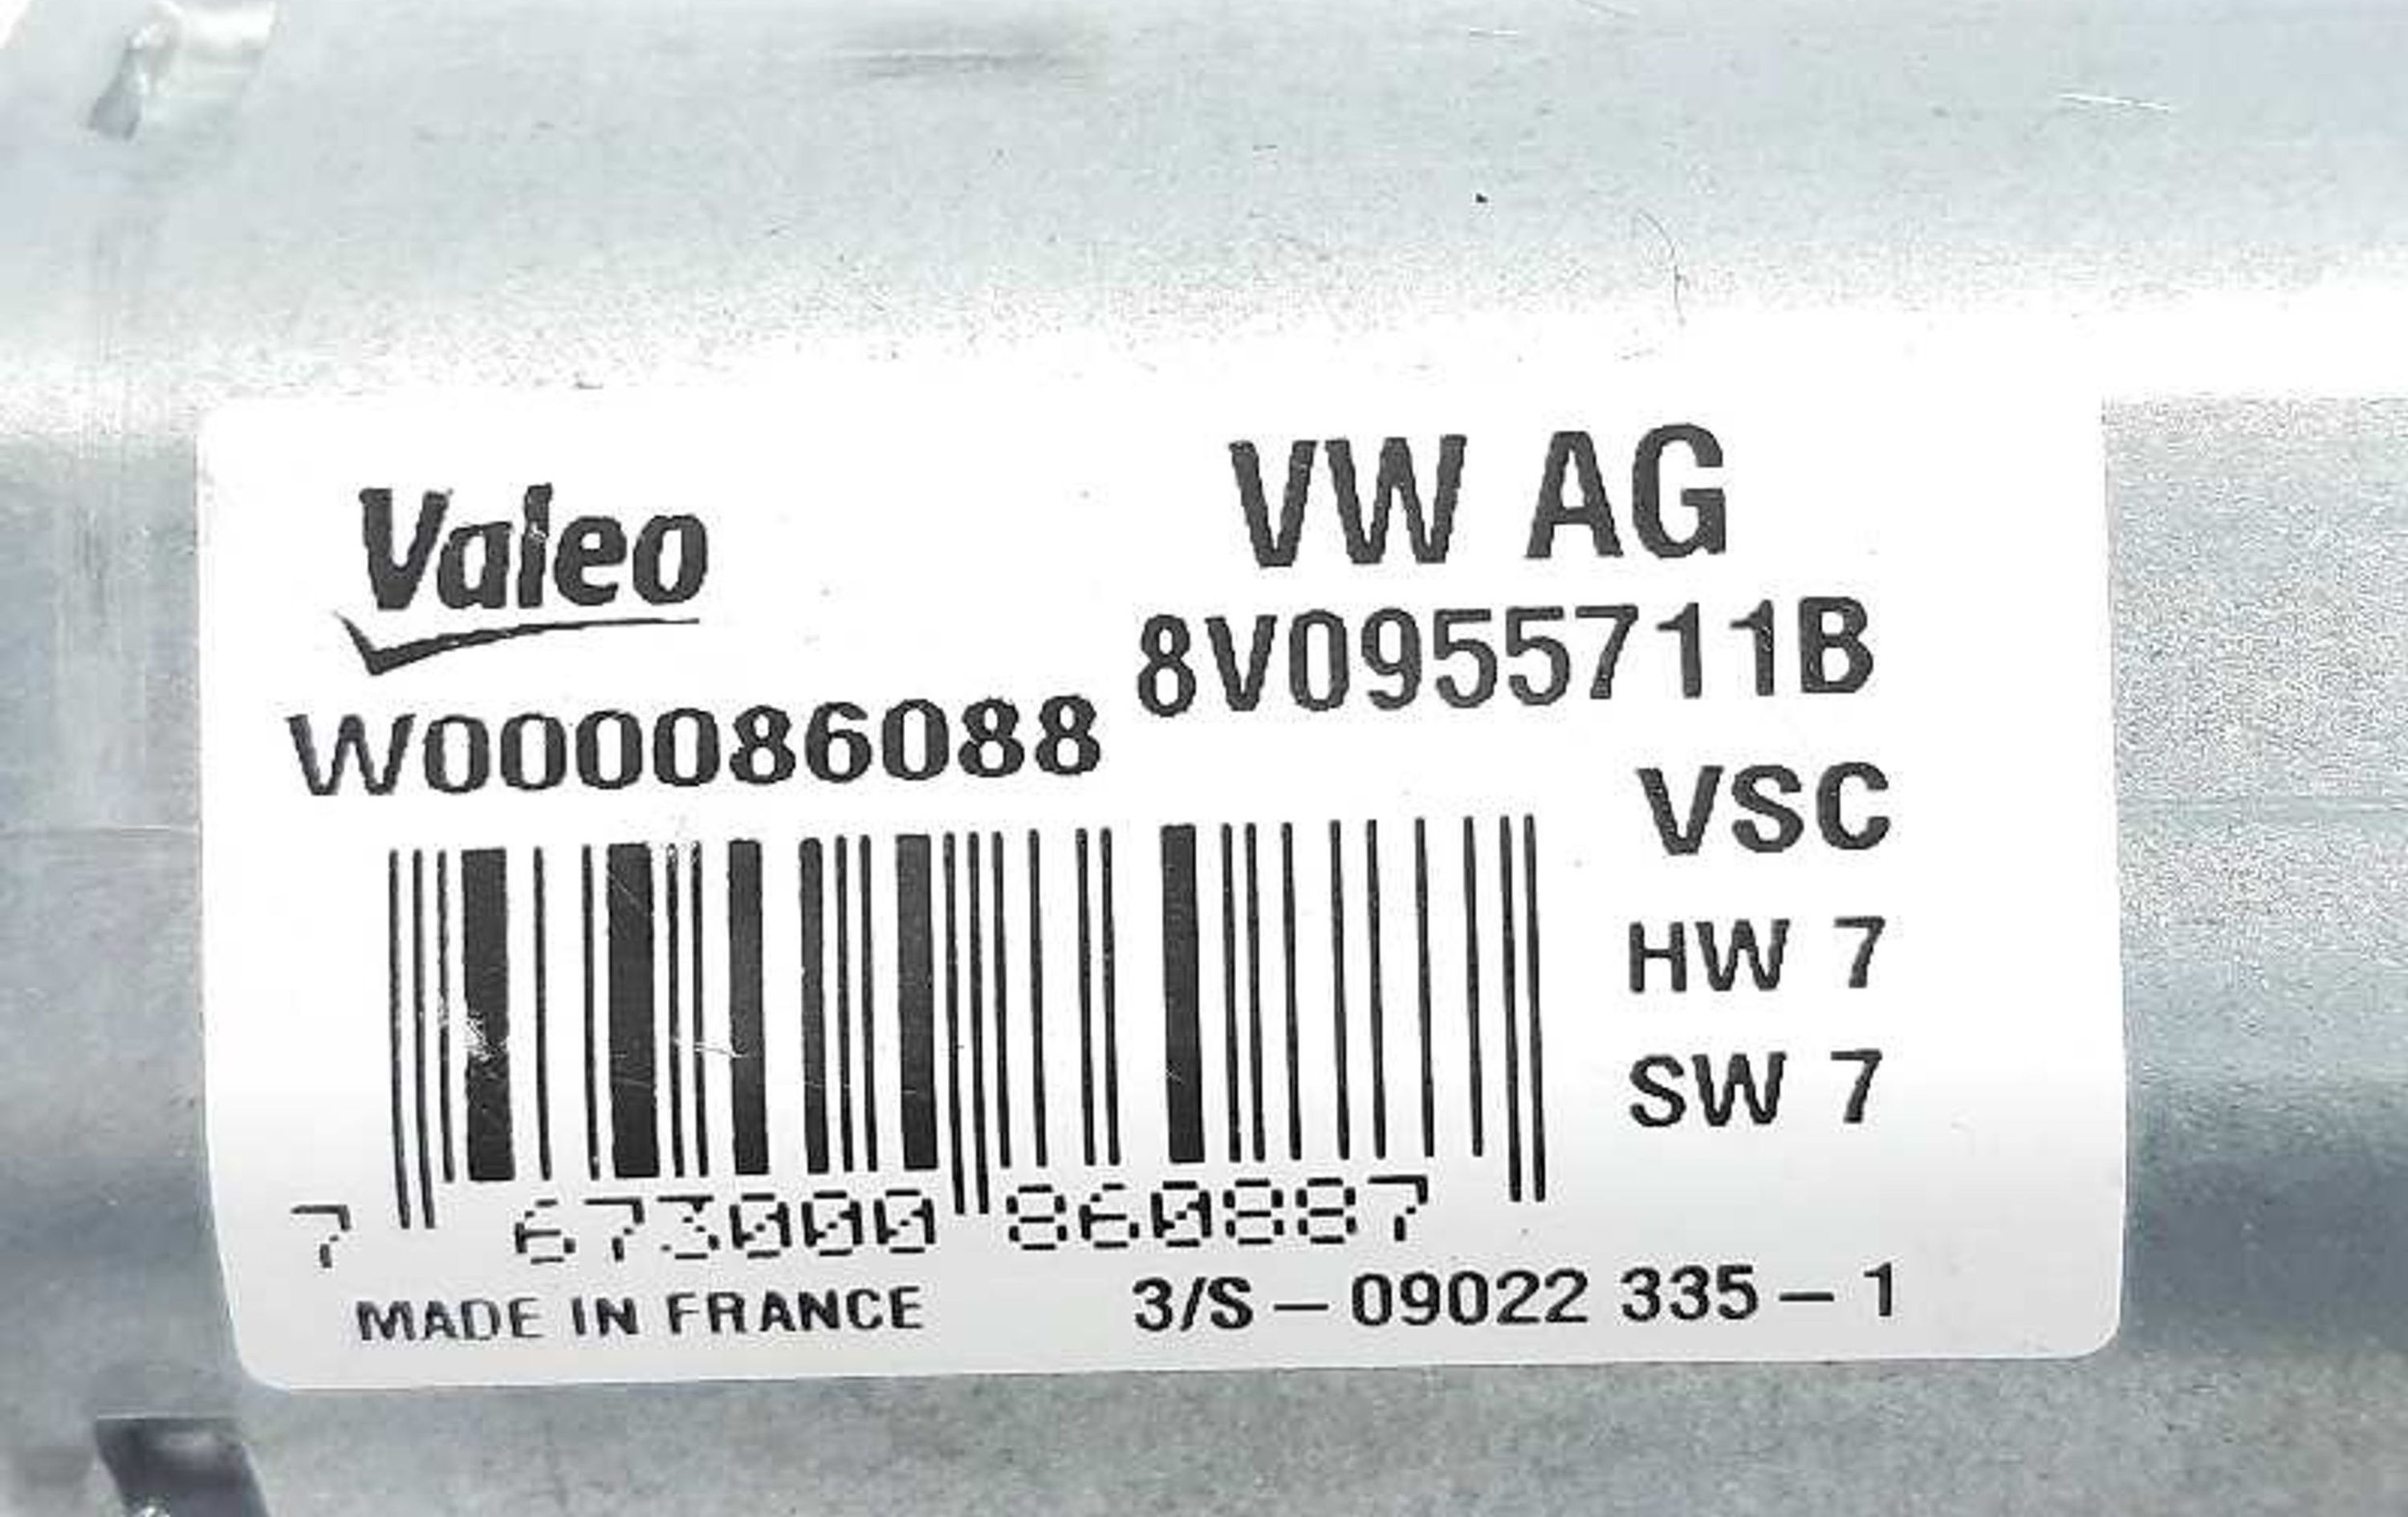 Valeo
VW AG
8V0955711B
W000086088
VSC
HW 7
SW 7
7 673000 860887
MADE IN FRANCE
3/S – 09022 335 – 1